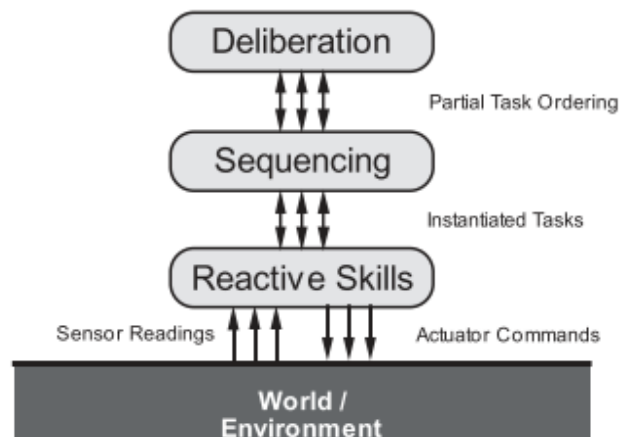 Deliberation
Partial Task Ordering
Sequencing
Instantiated Tasks
Reactive Skills
Sensor Readings
Actuator Commands
World /
Environment